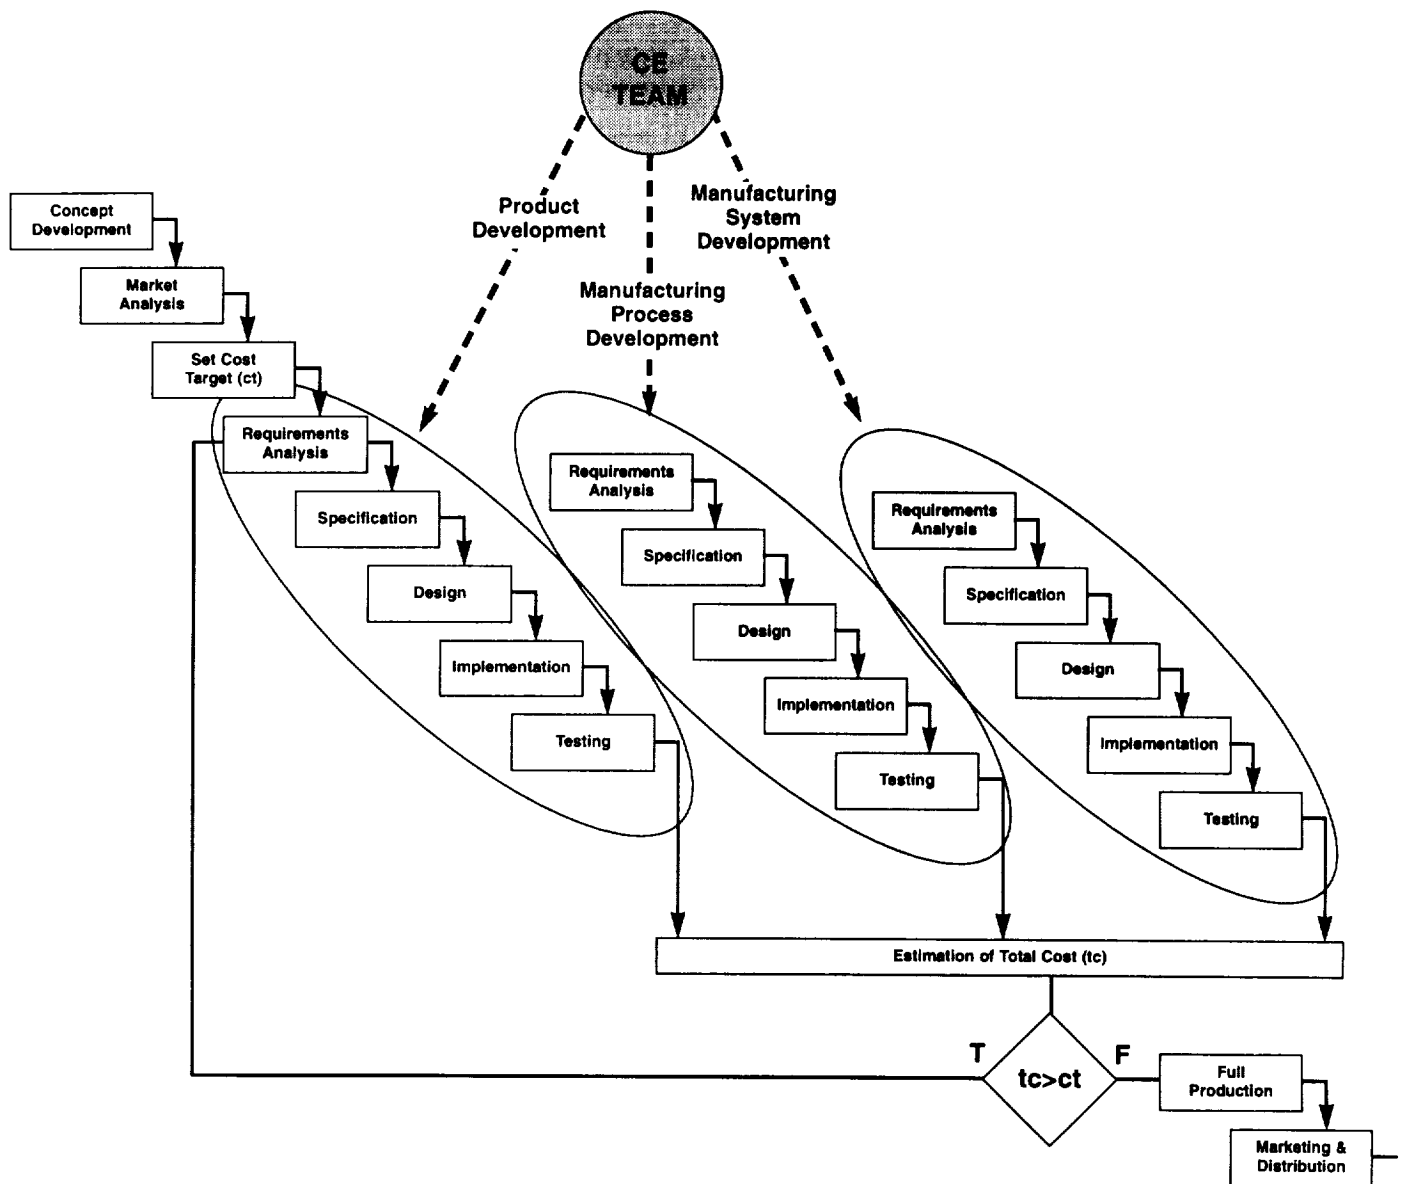 CE
TEAM
Product
Development
Manufacturing
System
Development
Manufacturing
Process
Development
Concept
Development
Market
Analysis
Set Cost
Target (ct)
Requirements
Analysis
Specification
Design
Implementation
Testing
Requirements
Analysis
Specification
Design
Implementation
Testing
Requirements
Analysis
Specification
Design
Implementation
Testing
Estimation of Total Cost (tc)
T
tc>ct
F
Full
Production
Marketing &
Distribution